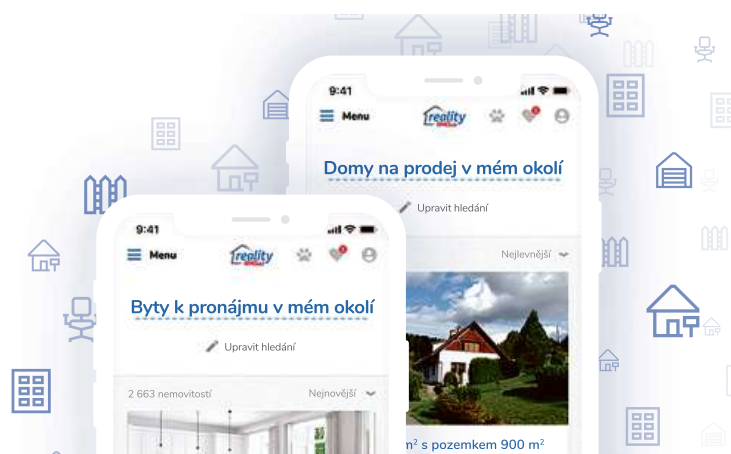 9:41
Menu
reality
Domy na prodej v mém okolí
Upravit hledání
Nejlevnější
m² s pozemkem 900 m²
9:41
Menu
reality
Byty k pronájmu v mém okolí
Upravit hledání
2 663 nemovitostí
Nejnovější